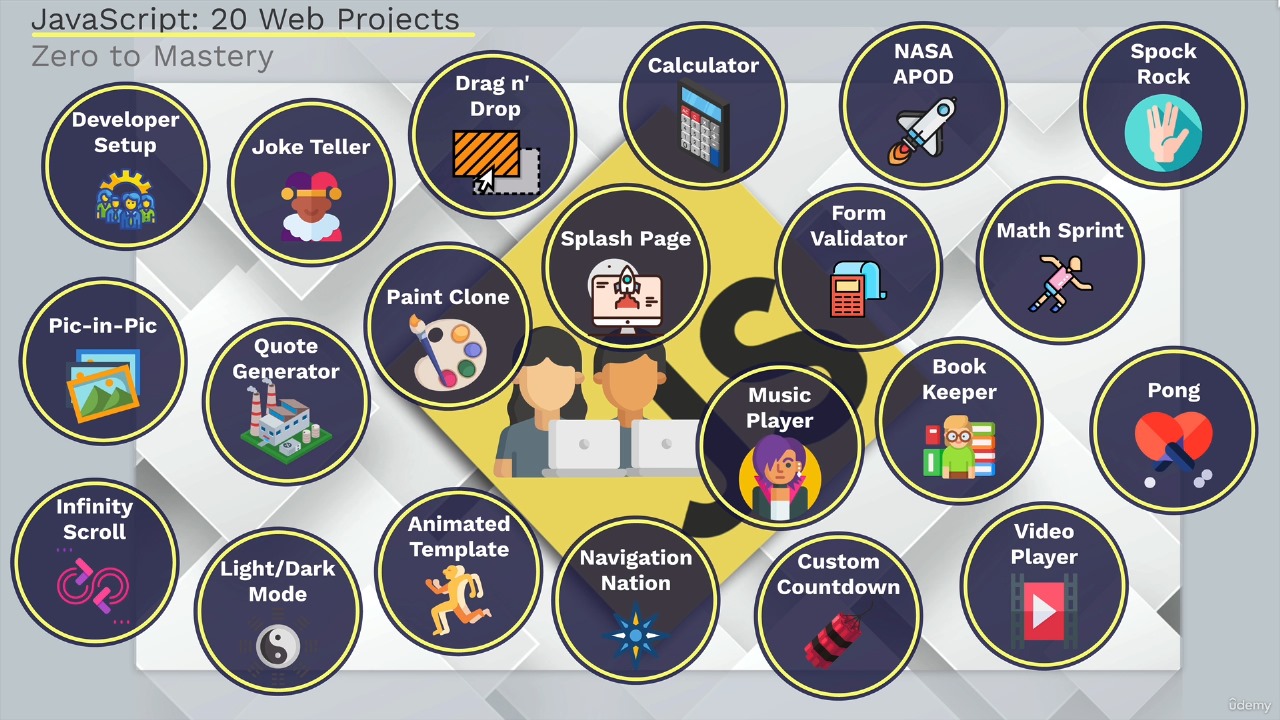 JavaScript: 20 Web Projects
Zero to Mastery
Developer
Setup
Joke Teller
Drag n'
Drop
Calculator
NASA
APOD
Spock
Rock
Splash Page
Form
Validator
Math Sprint
Pic-in-Pic
Quote
Generator
Paint Clone
Music
Player
Book
Keeper
Pong
Infinity
Scroll
Light/Dark
Mode
Animated
Template
Navigation
Nation
Custom
Countdown
Video
Player
S
ûdemy